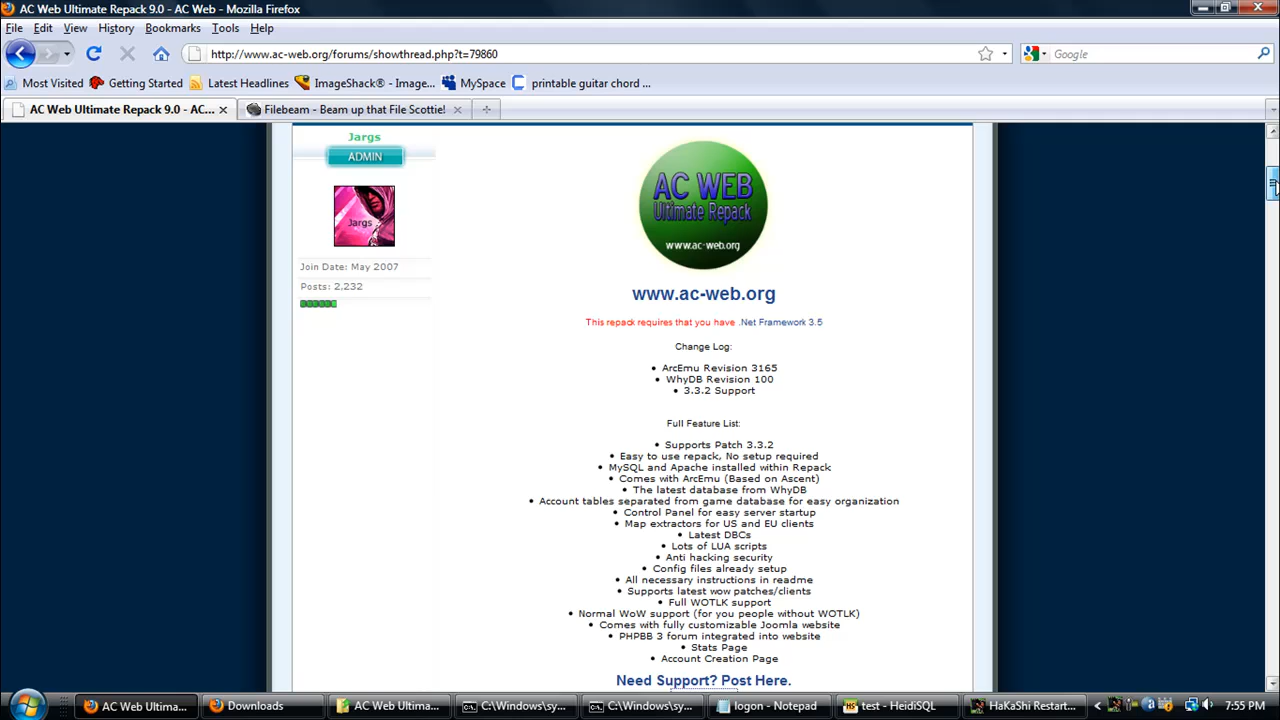 AC Web Ultimate Repack 9.0 - AC Web - Mozilla Firefox
File Edit View History Bookmarks Tools Help
http://www.ac-web.org/forums/showthread.php?t=79860
Google
Most Visited Getting Started Latest Headlines ImageShack® - Image... MySpace printable guitar chord ...
AC Web Ultimate Repack 9.0 - AC... Filebeam - Beam up that File Scottie!
Jargs
ADMIN
Jargs
Join Date: May 2007
Posts: 2,232
AC WEB
Ultimate Repack
www.ac-web.org
www.ac-web.org
This repack requires that you have .Net Framework 3.5
Change Log:
• ArcEmu Revision 3165
• WhyDB Revision 100
• 3.3.2 Support
Full Feature List:
• Supports Patch 3.3.2
• Easy to use repack, No setup required
• MySQL and Apache installed within Repack
• Comes with ArcEmu (Based on Ascent)
• The latest database from WhyDB
• Account tables separated from game database for easy organization
• Control Panel for easy server startup
• Map extractors for US and EU clients
• Latest DBCs
• Lots of LUA scripts
• Anti hacking security
• Config files already setup
• All necessary instructions in readme
• Supports latest wow patches/clients
• Full WOTLK support
• Normal WoW support (for you people without WOTLK)
• Comes with fully customizable Joomla website
• PHPBB 3 forum integrated into website
• Stats Page
• Account Creation Page
Need Support? Post Here.
AC Web Ultima... Downloads AC Web Ultima... C:\Windows\sy... C:\Windows\sy... logon - Notepad test - HeidiSQL HaKaShi Restart... 7:55 PM